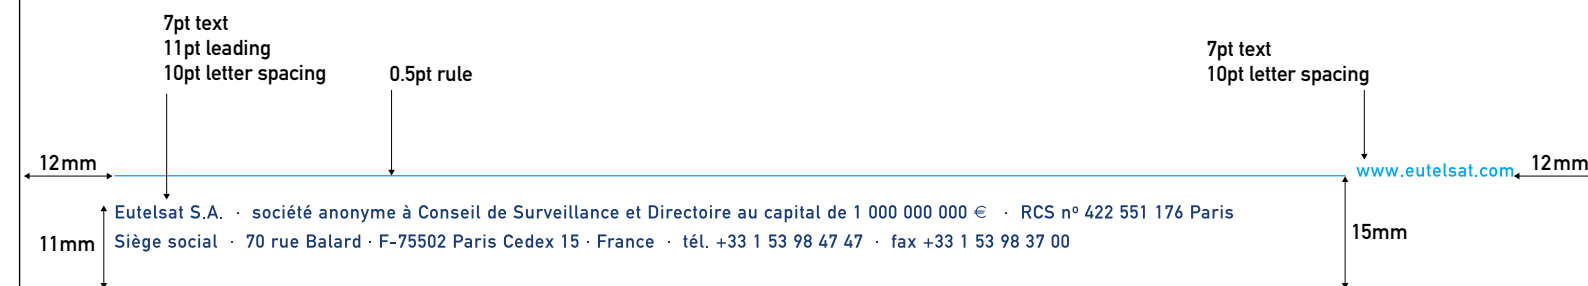 7pt text
11pt leading
10pt letter spacing
0.5pt rule
7pt text
10pt letter spacing
12mm
www.eutelsat.com
12mm
Eutelsat S.A. · société anonyme à Conseil de Surveillance et Directoire au capital de 1 000 000 000 € · RCS nº 422 551 176 Paris
11mm
Siège social · 70 rue Balard · F-75502 Paris Cedex 15 · France · tél. +33 1 53 98 47 47 · fax +33 1 53 98 37 00
15mm